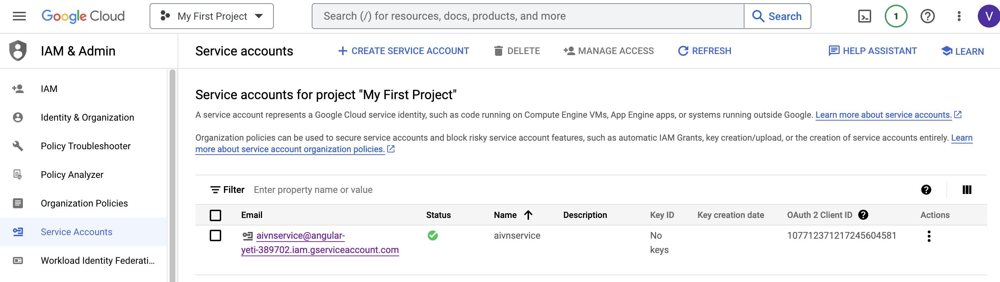 Google Cloud
My First Project
Search (/) for resources, docs, products, and more
Search
1
V
IAM & Admin
Service accounts
CREATE SERVICE ACCOUNT
DELETE
MANAGE ACCESS
REFRESH
HELP ASSISTANT
LEARN
IAM
Identity & Organization
Policy Troubleshooter
Policy Analyzer
Organization Policies
Service Accounts
Workload Identity Federati...
Service accounts for project "My First Project"
A service account represents a Google Cloud service identity, such as code running on Compute Engine VMs, App Engine apps, or systems running outside Google. Learn more about service accounts.
Organization policies can be used to secure service accounts and block risky service account features, such as automatic IAM Grants, key creation/upload, or the creation of service accounts entirely. Learn
more about service account organization policies.
Filter Enter property name or value
Email Status Name Description Key ID Key creation date OAuth 2 Client ID Actions
aivnservice@angular- aivnservice No 107712371217245604581
yeti-389702.iam.gserviceaccount.com keys